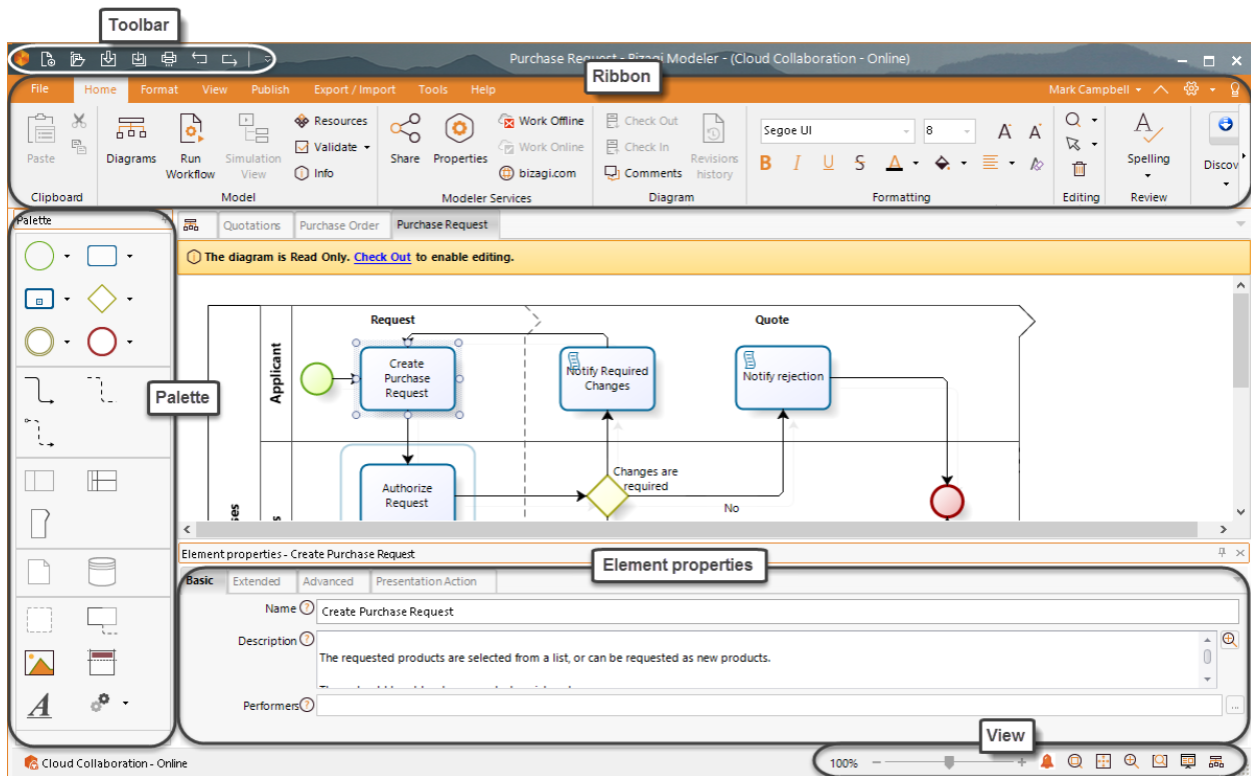 Toolbar
Purchase Request - Bizagi Modeler - (Cloud Collaboration - Online)
Ribbon
File Home Format View Publish Export / Import Tools Help Mark Campbell
Paste
Clipboard
Diagrams
Run
Workflow
Simulation
View
Resources
Validate
Info
Model
Share
Properties
Work Offline
Work Online
bizagi.com
Modeler Services
Check Out
Check In
Comments
Revisions
history
Diagram
Segoe UI 8 A A
B I U S A
Formatting
Editing
A
Spelling
Review
Discov
Palette
Quotations Purchase Order Purchase Request
The diagram is Read Only. Check Out to enable editing.
Request Quote
Applicant
Create
Purchase
Request
Notify Required
Changes
Notify rejection
Palette
Authorize
Request
Changes are
required
No
Element properties - Create Purchase Request
Element properties
Basic Extended Advanced Presentation Action
Name ? Create Purchase Request
Description ?
The requested products are selected from a list, or can be requested as new products.
Performers ? ...
A
View
Cloud Collaboration - Online
100% − +